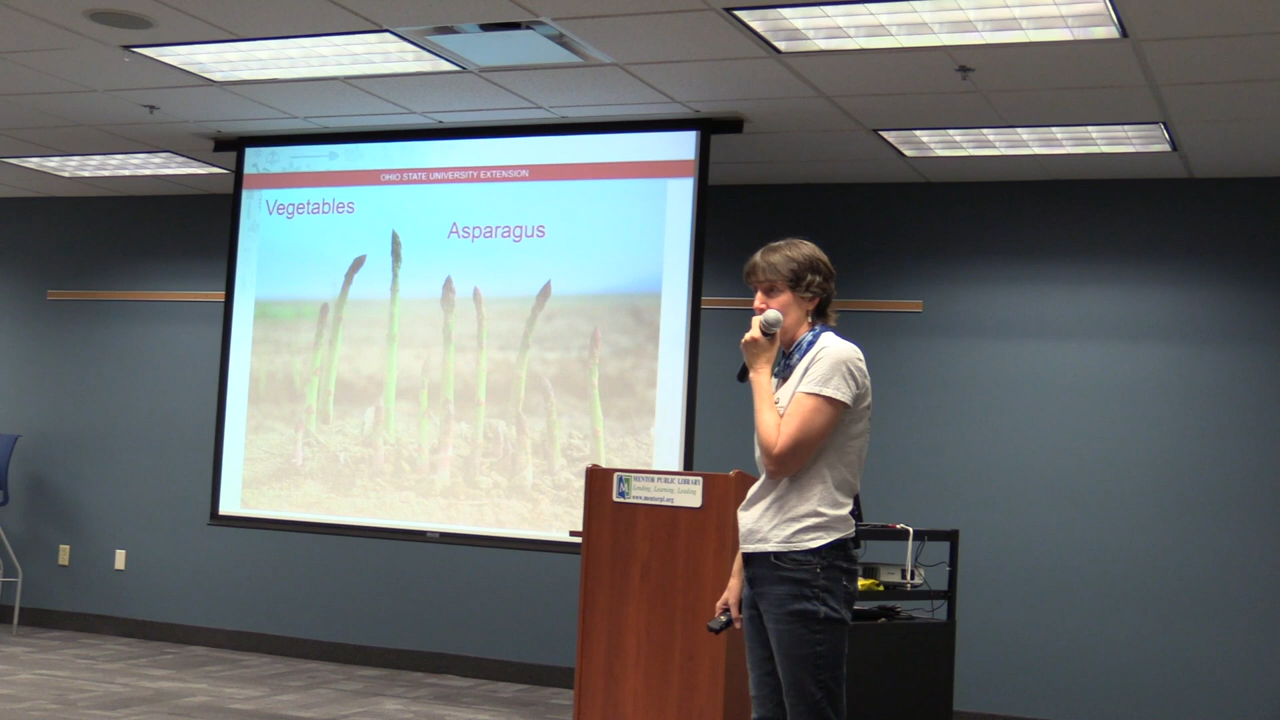 OHIO STATE UNIVERSITY EXTENSION
Vegetables
Asparagus
MENTOR PUBLIC LIBRARY
Lending, Learning, Leading
www.mentorpl.org